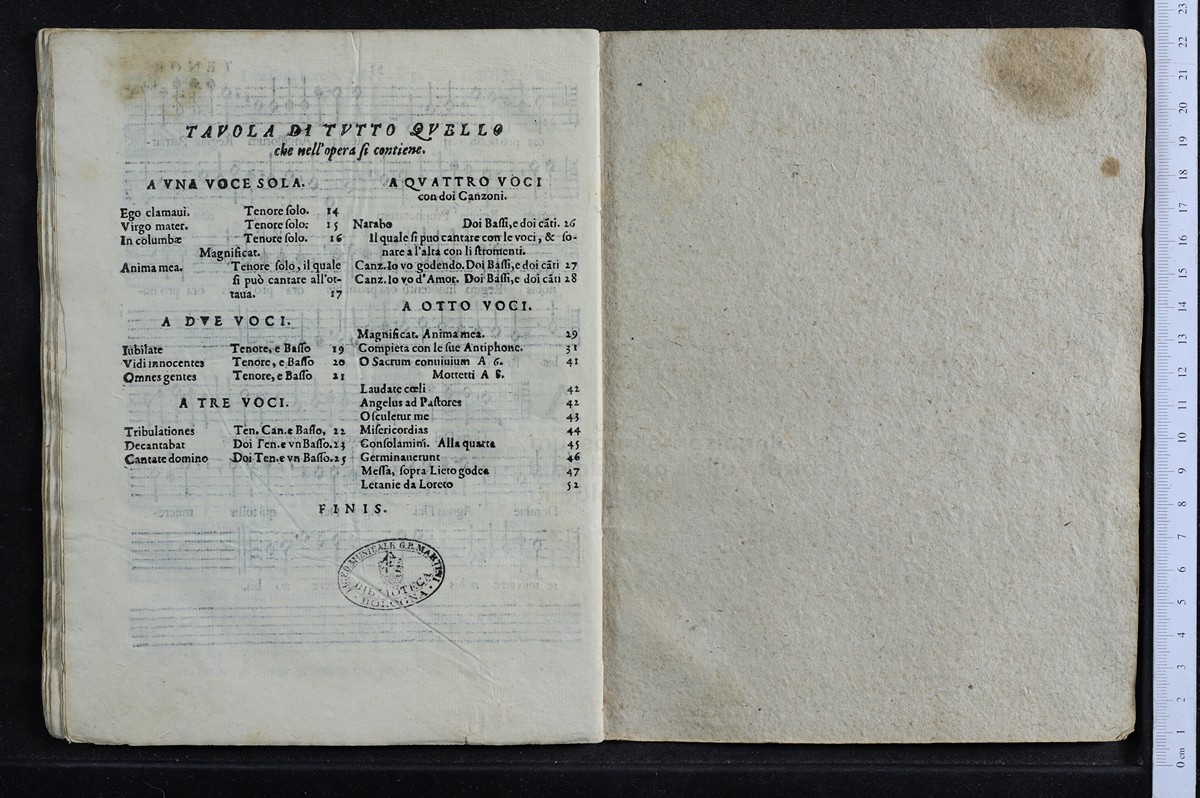 TAVOLA DI TVTTO QVELLO
che nell'opera ſi contiene.
A VNA VOCE SOLA.
Ego clamaui. Tenore ſolo. 14
Virgo mater. Tenore ſolo: 15
In columbæ Tenore ſolo. 16
Magnificat.
Anima mea. Tenore ſolo, il quale
ſi può cantare all'ot-
taua. 17
A DVE VOCI.
Iubilate Tenore, e Baſſo 19
Vidi innocentes Tenore, e Baſſo 20
Omnes gentes Tenore, e Baſſo 21
A TRE VOCI.
Tribulationes Ten. Can. e Baſſo, 22
Decantabat Doi Ten. e vn Baſſo. 23
Cantate domino Doi Ten. e vn Baſſo. 25
A QVATTRO VOCI
con doi Canzoni.
Narabo Doi Baſſi, e doi cãti. 26
Il quale ſi può cantare con le voci, & ſo-
nare a l'alta con li ſtromenti.
Canz. Io vo godendo. Doi Baſſi, e doi cãti 27
Canz. Io vo d'Amor. Doi Baſſi, e doi cãti 28
A OTTO VOCI.
Magnificat. Anima mea. 29
Compieta con le ſue Antiphone. 31
O Sacrum conuiuium A 6. 41
Mottetti A 8.
Laudate cœli 42
Angelus ad Paſtores 42
Oſculetur me 43
Miſericordias 44
Conſolamini. Alla quarta 45
Germinauerunt 46
Meſſa, ſopra Lieto godea 47
Letanie da Loreto 52
FINIS.
LICEO MUSICALE G.B. MARTINI
BIBLIOTECA
BOLOGNA